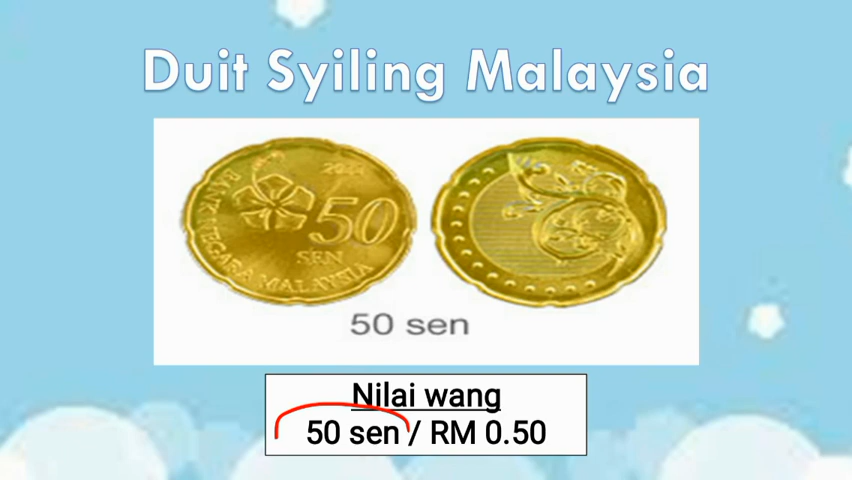 Duit Syiling Malaysia
50
SEN
BANK NEGARA MALAYSIA
50 sen
Nilai wang
50 sen / RM 0.50